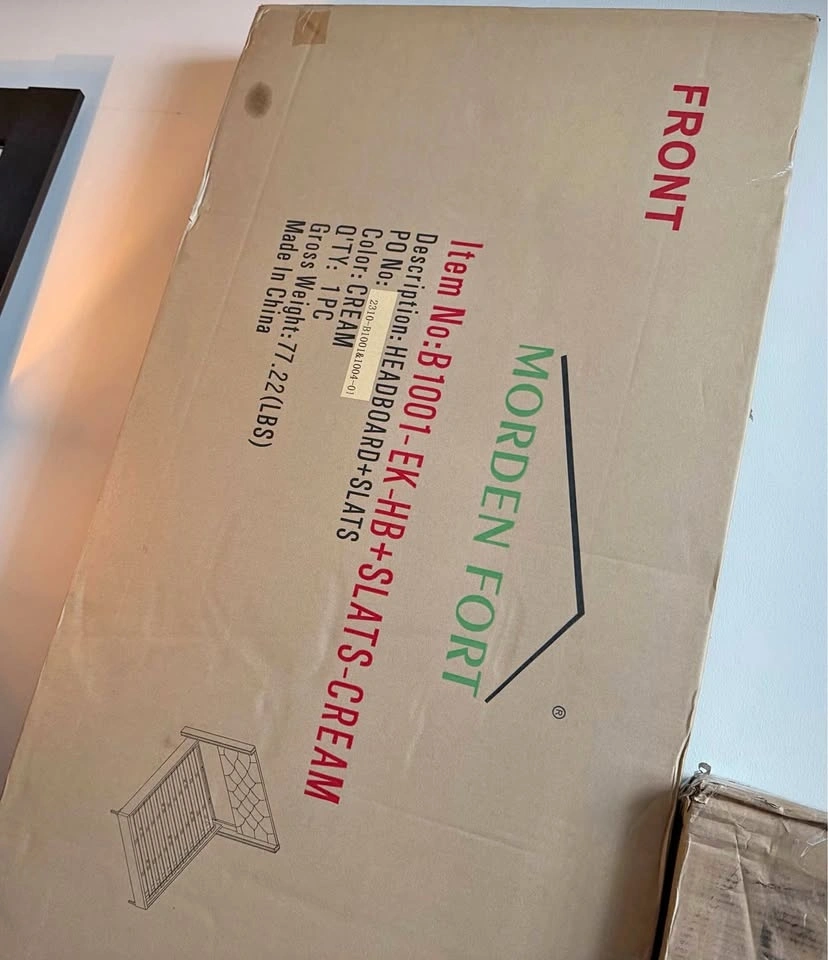 FRONT
MORDEN FORT
®
Item No:B1001-EK-HB+SLATS-CREAM
Description:HEADBOARD+SLATS
PO No: 2310-B1001&1004-01
Color:CREAM
Q'TY: 1PC
Gross Weight:77.22(LBS)
Made In China